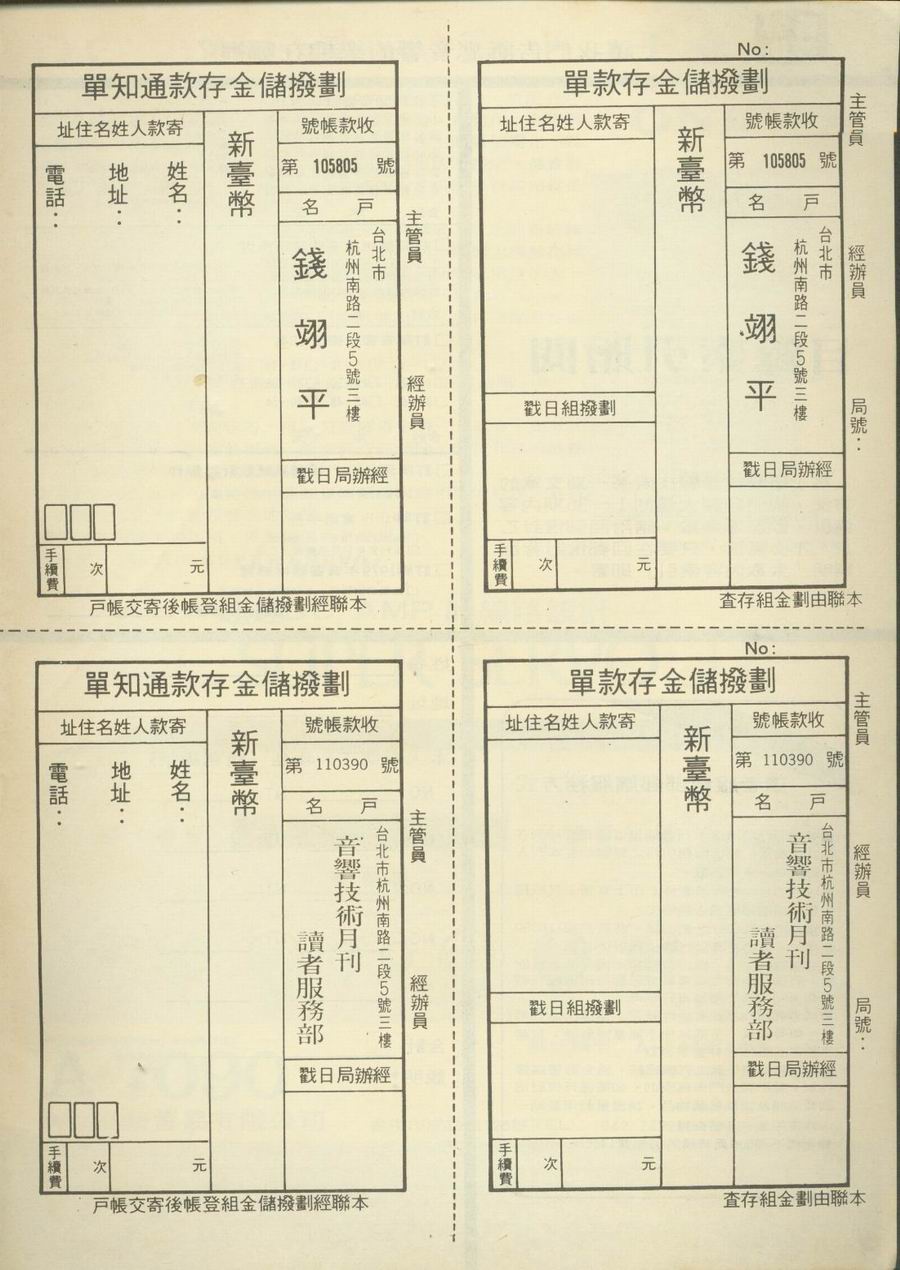 劃撥儲金存款通知單
收款帳號
第 105805 號
戶名
台北市
杭州南路二段5號三樓
錢翊平
經辦局日戳
新臺幣
寄款人姓名住址
姓名：
地址：
電話：
手續費
次
元
主管員
經辦員
本聯經劃撥儲金組登帳後寄交帳戶
No:
劃撥儲金存款單
收款帳號
第 105805 號
戶名
台北市
杭州南路二段5號三樓
錢翊平
經辦局日戳
新臺幣
寄款人姓名住址
劃撥組日戳
手續費
次
元
主管員
經辦員
局號：
本聯由劃金組存查
劃撥儲金存款通知單
收款帳號
第 110390 號
戶名
台北市杭州南路二段5號三樓
音響技術月刊
讀者服務部
經辦局日戳
新臺幣
寄款人姓名住址
姓名：
地址：
電話：
手續費
次
元
主管員
經辦員
本聯經劃撥儲金組登帳後寄交帳戶
No:
劃撥儲金存款單
收款帳號
第 110390 號
戶名
台北市杭州南路二段5號三樓
音響技術月刊
讀者服務部
經辦局日戳
新臺幣
寄款人姓名住址
劃撥組日戳
手續費
次
元
主管員
經辦員
局號：
本聯由劃金組存查